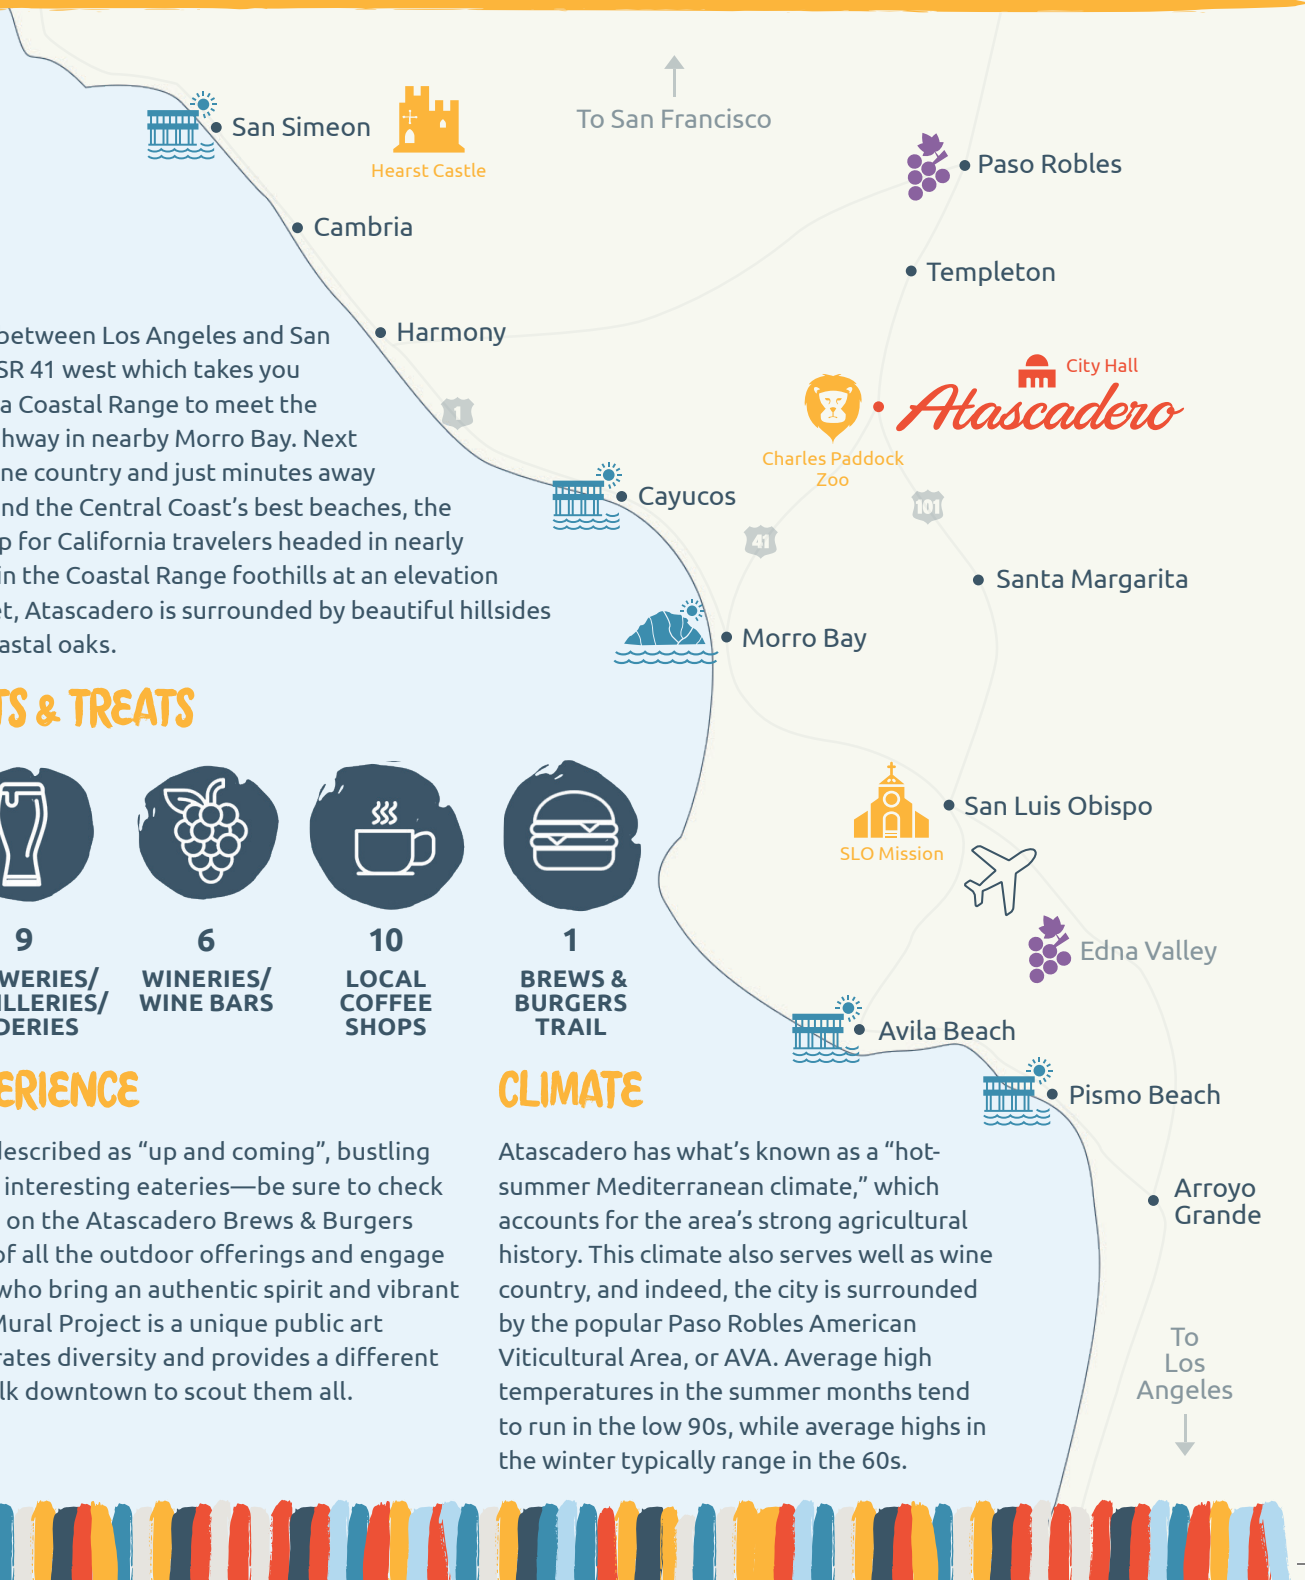 To San Francisco
San Simeon
Hearst Castle
Paso Robles
Cambria
Templeton
Harmony
City Hall
Atascadero
1
Charles Paddock
Zoo
Cayucos
101
41
Santa Margarita
Morro Bay
San Luis Obispo
SLO Mission
Edna Valley
Avila Beach
Pismo Beach
Arroyo
Grande
To
Los
Angeles
between Los Angeles and San
SR 41 west which takes you
a Coastal Range to meet the
hway in nearby Morro Bay. Next
ne country and just minutes away
nd the Central Coast’s best beaches, the
p for California travelers headed in nearly
in the Coastal Range foothills at an elevation
et, Atascadero is surrounded by beautiful hillsides
astal oaks.
TS & TREATS
9
WERIES/
ILLERIES/
DERIES
6
WINERIES/
WINE BARS
10
LOCAL
COFFEE
SHOPS
1
BREWS &
BURGERS
TRAIL
ERIENCE
described as “up and coming”, bustling
interesting eateries—be sure to check
on the Atascadero Brews & Burgers
of all the outdoor offerings and engage
who bring an authentic spirit and vibrant
Mural Project is a unique public art
rates diversity and provides a different
lk downtown to scout them all.
CLIMATE
Atascadero has what’s known as a “hot-
summer Mediterranean climate,” which
accounts for the area’s strong agricultural
history. This climate also serves well as wine
country, and indeed, the city is surrounded
by the popular Paso Robles American
Viticultural Area, or AVA. Average high
temperatures in the summer months tend
to run in the low 90s, while average highs in
the winter typically range in the 60s.